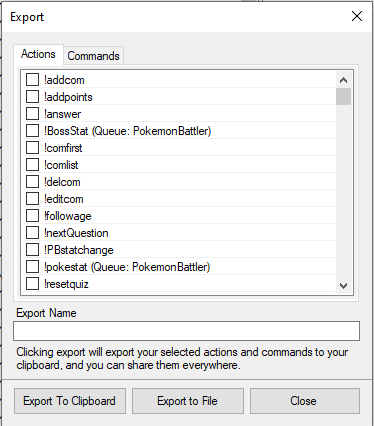 Export
Actions
Commands
!addcom
!addpoints
!answer
!BossStat (Queue: PokemonBattler)
!comfirst
!comlist
!delcom
!editcom
!followage
!nextQuestion
!PBstatchange
!pokestat (Queue: PokemonBattler)
!resetquiz
Export Name
Clicking export will export your selected actions and commands to your
clipboard, and you can share them everywhere.
Export To Clipboard
Export to File
Close